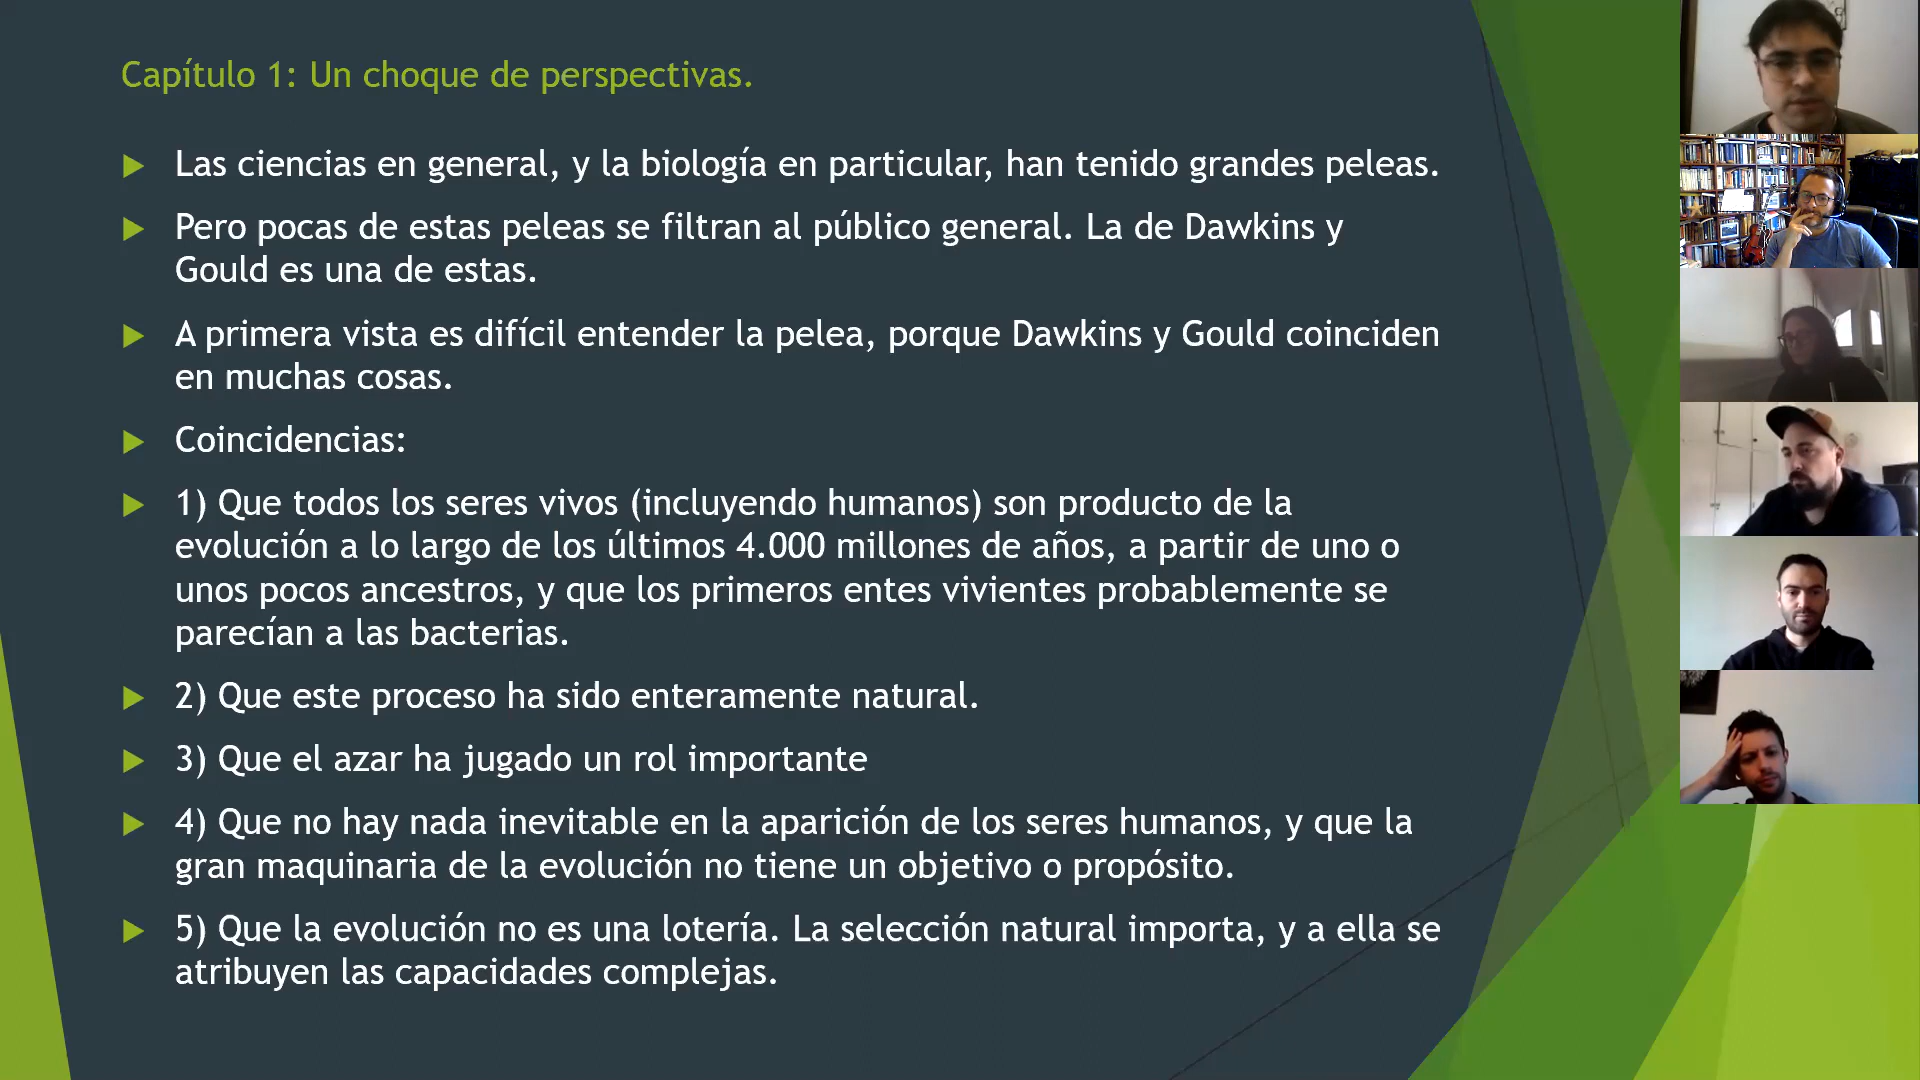 Capítulo 1: Un choque de perspectivas.
Las ciencias en general, y la biología en particular, han tenido grandes peleas.
Pero pocas de estas peleas se filtran al público general. La de Dawkins y
Gould es una de estas.
A primera vista es difícil entender la pelea, porque Dawkins y Gould coinciden
en muchas cosas.
Coincidencias:
1) Que todos los seres vivos (incluyendo humanos) son producto de la
evolución a lo largo de los últimos 4.000 millones de años, a partir de uno o
unos pocos ancestros, y que los primeros entes vivientes probablemente se
parecían a las bacterias.
2) Que este proceso ha sido enteramente natural.
3) Que el azar ha jugado un rol importante
4) Que no hay nada inevitable en la aparición de los seres humanos, y que la
gran maquinaria de la evolución no tiene un objetivo o propósito.
5) Que la evolución no es una lotería. La selección natural importa, y a ella se
atribuyen las capacidades complejas.